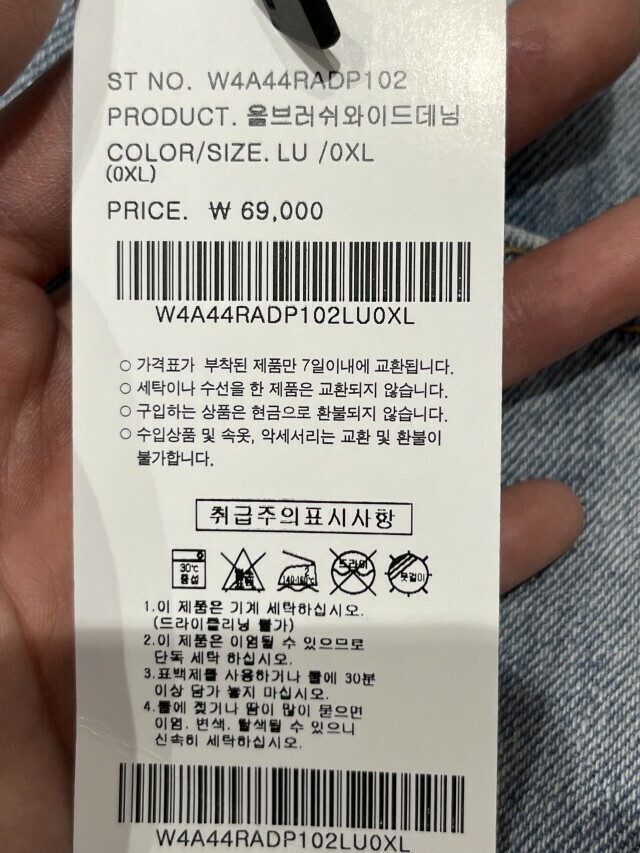 ST NO. W4A44RADP102
PRODUCT. 올브러쉬와이드데님
COLOR/SIZE. LU /0XL
(0XL)
PRICE. ₩ 69,000
W4A44RADP102LU0XL
○ 가격표가 부착된 제품만 7일이내에 교환됩니다.
○ 세탁이나 수선을 한 제품은 교환되지 않습니다.
○ 구입하는 상품은 현금으로 환불되지 않습니다.
○ 수입상품 및 속옷, 악세서리는 교환 및 환불이
불가합니다.
취급주의표시사항
30℃ 중성
염소 표백
2 140-160℃
드라이
옷걸이
1.이 제품은 기계 세탁하십시오.
(드라이클리닝 불가)
2.이 제품은 이염될 수 있으므로
단독 세탁 하십시오.
3.표백제를 사용하거나 물에 30분
이상 담가 놓지 마십시오.
4.물에 젖거나 땀이 많이 묻으면
이염, 변색, 탈색될 수 있으니
신속히 세탁하십시오.
W4A44RADP102LU0XL